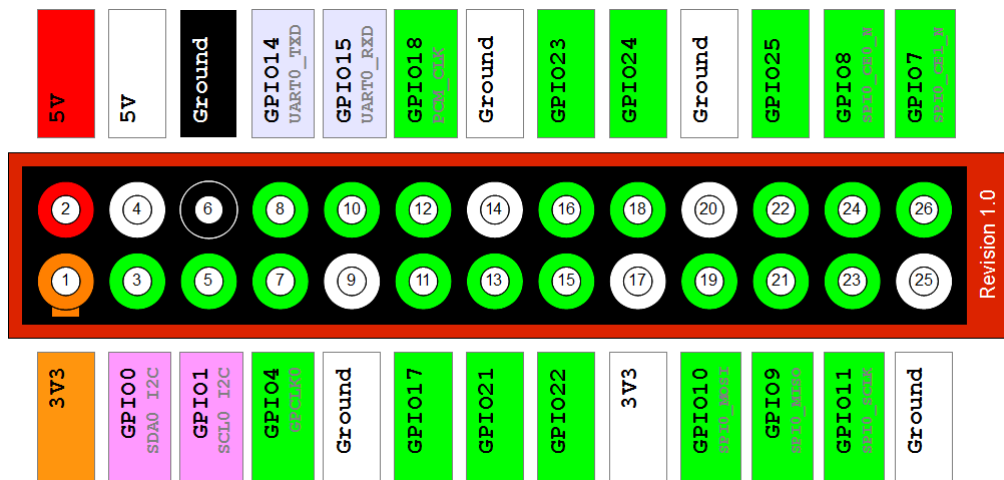 5V
5V
Ground
GPIO14
UART0_TXD
GPIO15
UART0_RXD
GPIO18
PCM_CLK
Ground
GPIO23
GPIO24
Ground
GPIO25
GPIO8
SPI0_CE0_N
GPIO7
SPI0_CE1_N
2 4 6 8 10 12 14 16 18 20 22 24 26
1 3 5 7 9 11 13 15 17 19 21 23 25
Revision 1.0
3V3
GPIO0
SDA0 I2C
GPIO1
SCL0 I2C
GPIO4
GPCLK0
Ground
GPIO17
GPIO21
GPIO22
3V3
GPIO10
SPI0_MOSI
GPIO9
SPI0_MISO
GPIO11
SPI0_SCLK
Ground